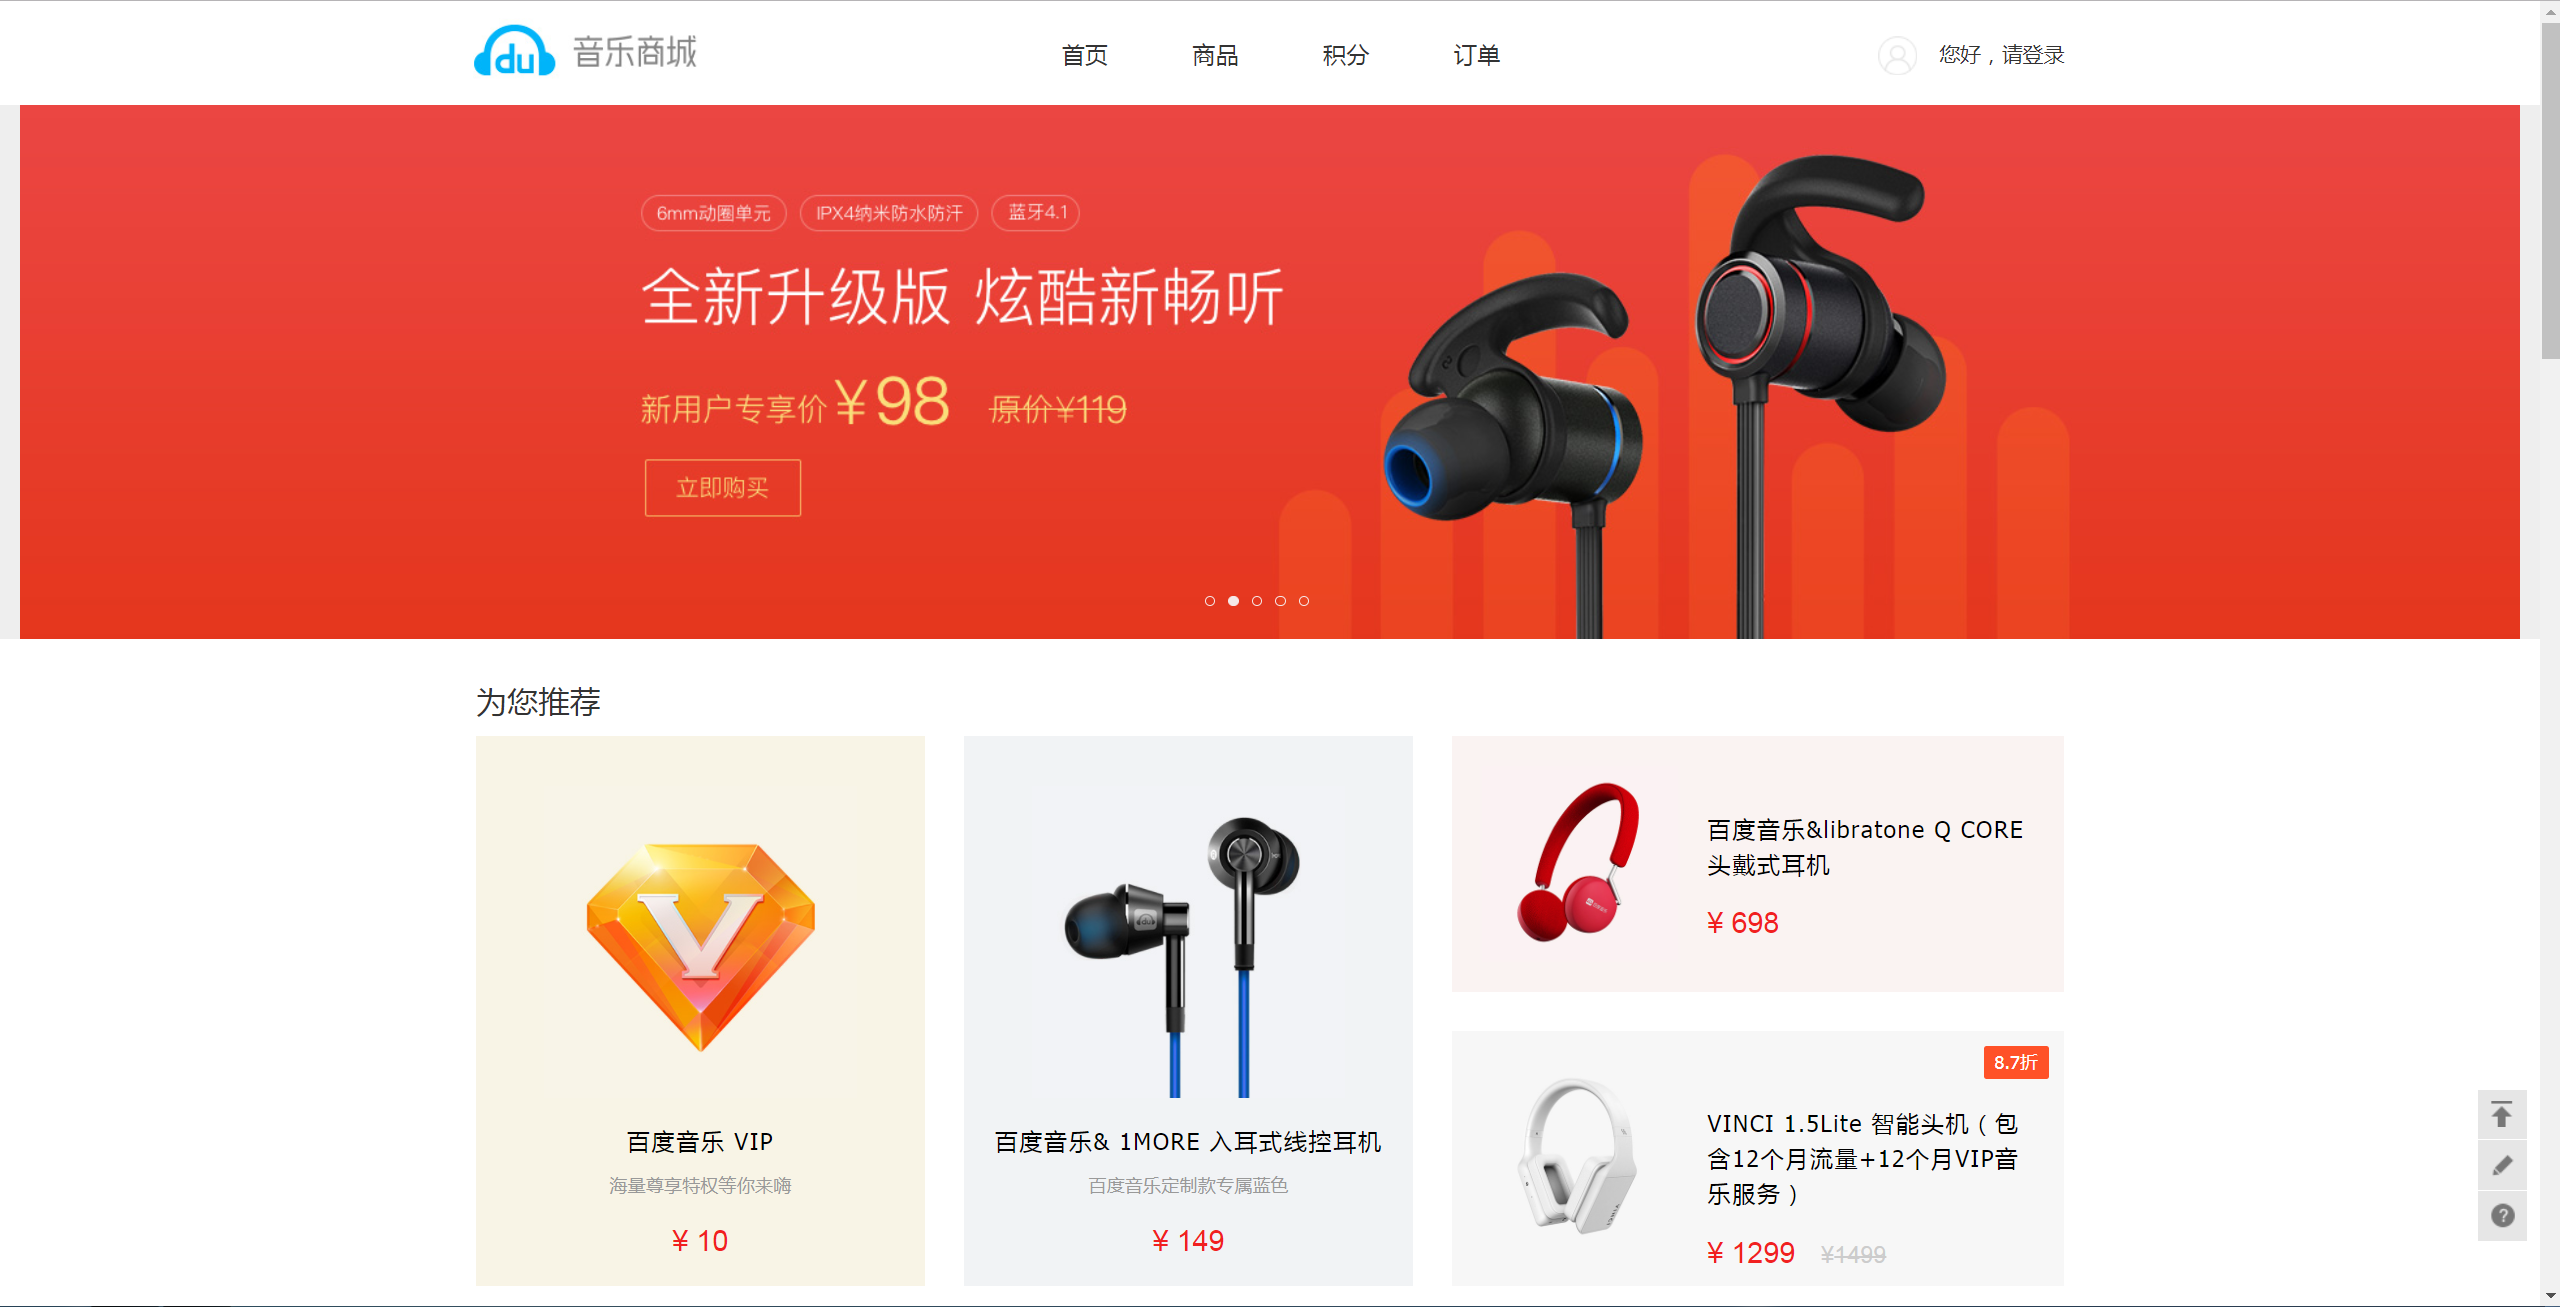 du 音乐商城
首页 商品 积分 订单
您好，请登录
6mm动圈单元 IPX4纳米防水防汗 蓝牙4.1
全新升级版 炫酷新畅听
新用户专享价￥98 原价￥119
立即购买
为您推荐
V
百度音乐 VIP
海量尊享特权等你来嗨
¥ 10
百度音乐& 1MORE 入耳式线控耳机
百度音乐定制款专属蓝色
¥ 149
百度音乐&libratone Q CORE
头戴式耳机
¥ 698
8.7折
VINCI 1.5Lite 智能头机（包
含12个月流量+12个月VIP音
乐服务）
¥ 1299 ¥1499
VINCI